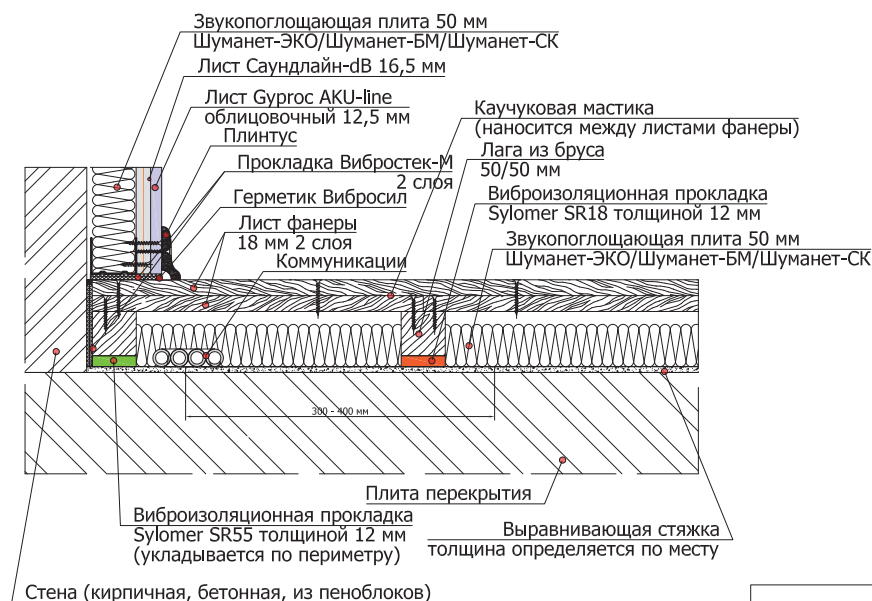 Звукопоглощающая плита 50 мм
Шуманет-ЭКО/Шуманет-БМ/Шуманет-СК
Лист Саундлайн-dB 16,5 мм
Лист Gyproc AKU-line
облицовочный 12,5 мм
Плинтус
Прокладка Вибростек-М
2 слоя
Герметик Вибросил
Лист фанеры
18 мм 2 слоя
Коммуникации
Каучуковая мастика
(наносится между листами фанеры)
Лага из бруса
50/50 мм
Виброизоляционная прокладка
Sylomer SR18 толщиной 12 мм
Звукопоглощающая плита 50 мм
Шуманет-ЭКО/Шуманет-БМ/Шуманет-СК
300 - 400 мм
Плита перекрытия
Виброизоляционная прокладка
Sylomer SR55 толщиной 12 мм
(укладывается по периметру)
Выравнивающая стяжка
толщина определяется по месту
Стена (кирпичная, бетонная, из пеноблоков)